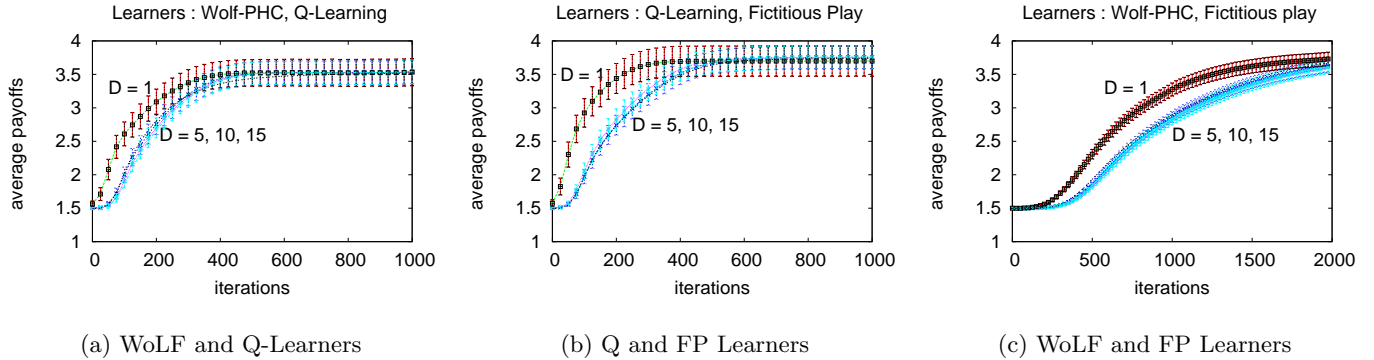 Learners : Wolf-PHC, Q-Learning
4
3.5
3
2.5
2
1.5
1
average payoffs
D = 1
D = 5, 10, 15
0 200 400 600 800 1000
iterations
(a) WoLF and Q-Learners
Learners : Q-Learning, Fictitious Play
4
3.5
3
2.5
2
1.5
1
average payoffs
D = 1
D = 5, 10, 15
0 200 400 600 800 1000
iterations
(b) Q and FP Learners
Learners : Wolf-PHC, Fictitious play
4
3.5
3
2.5
2
1.5
1
average payoffs
D = 1
D = 5, 10, 15
0 500 1000 1500 2000
iterations
(c) WoLF and FP Learners